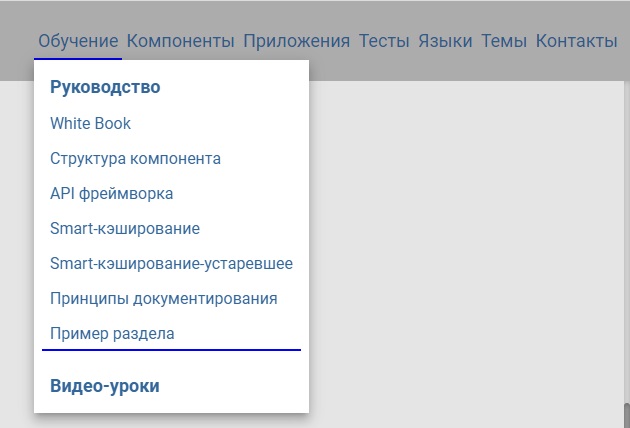 Обучение Компоненты Приложения Тесты Языки Темы Контакты
Руководство
White Book
Структура компонента
API фреймворка
Smart-кэширование
Smart-кэширование-устаревшее
Принципы документирования
Пример раздела
Видео-уроки